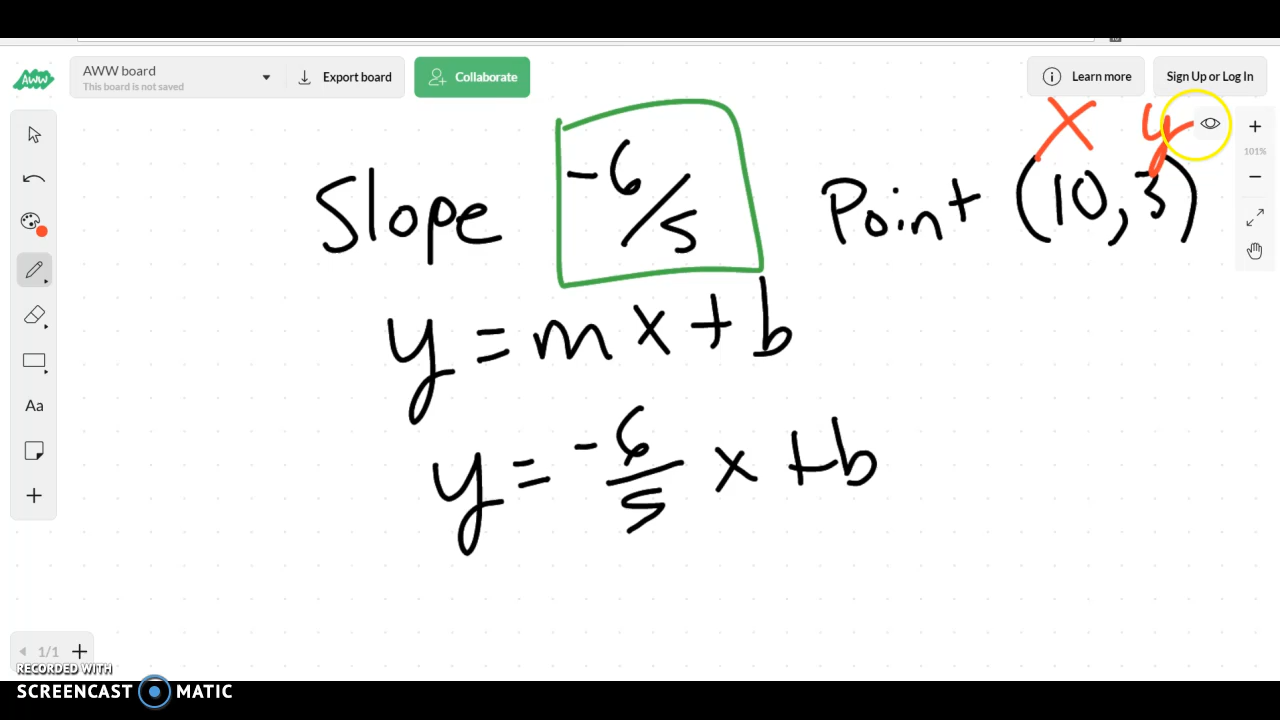 AWW
AWW board
This board is not saved
Export board
Collaborate
Learn more
Sign Up or Log In
x y
101%
Slope -6/5 Point (10, 3)
y = mx + b
y = -6/5 x + b
Aa
1/1
RECORDED WITH
SCREENCAST MATIC